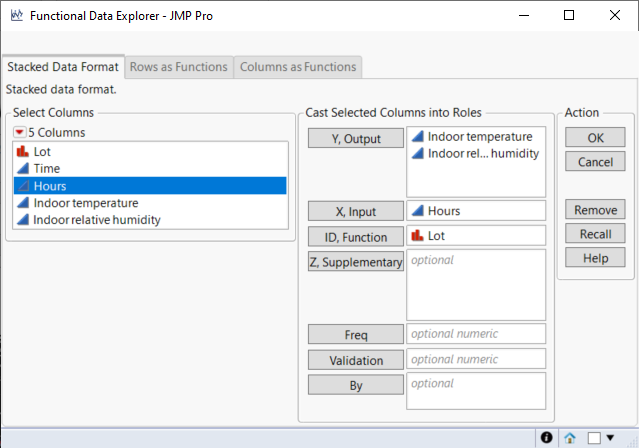 Functional Data Explorer - JMP Pro
Stacked Data Format
Rows as Functions
Columns as Functions
Stacked data format.
Select Columns
5 Columns
Lot
Time
Hours
Indoor temperature
Indoor relative humidity
Cast Selected Columns into Roles
Y, Output
Indoor temperature
Indoor rel... humidity
X, Input
Hours
ID, Function
Lot
Z, Supplementary
optional
Freq
optional numeric
Validation
optional numeric
By
optional
Action
OK
Cancel
Remove
Recall
Help